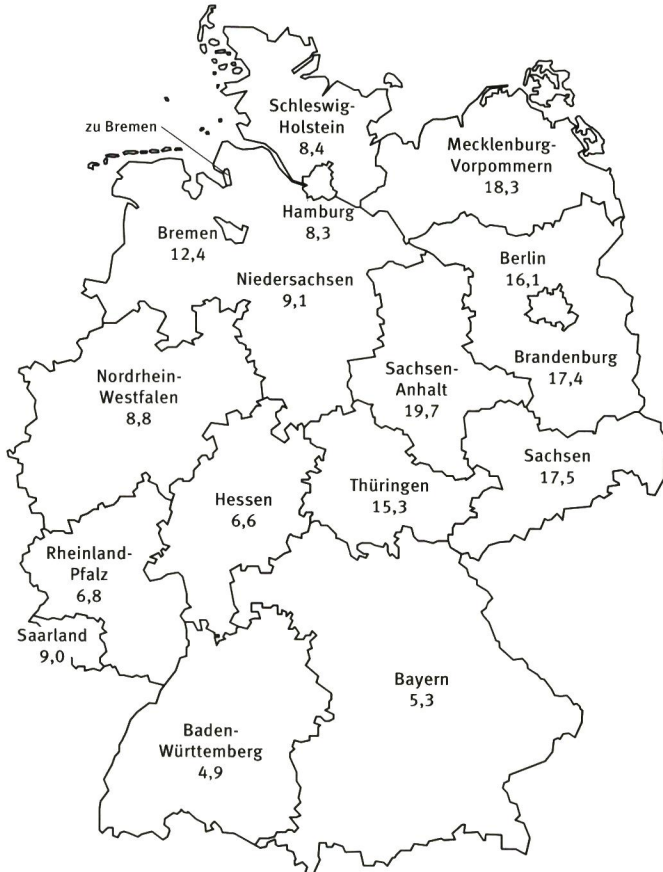 Schleswig-
Holstein
8,4
zu Bremen
Mecklenburg-
Vorpommern
18,3
Hamburg
8,3
Bremen
12,4
Berlin
16,1
Niedersachsen
9,1
Brandenburg
17,4
Sachsen-
Anhalt
19,7
Nordrhein-
Westfalen
8,8
Sachsen
17,5
Thüringen
15,3
Hessen
6,6
Rheinland-
Pfalz
6,8
Saarland
9,0
Bayern
5,3
Baden-
Württemberg
4,9